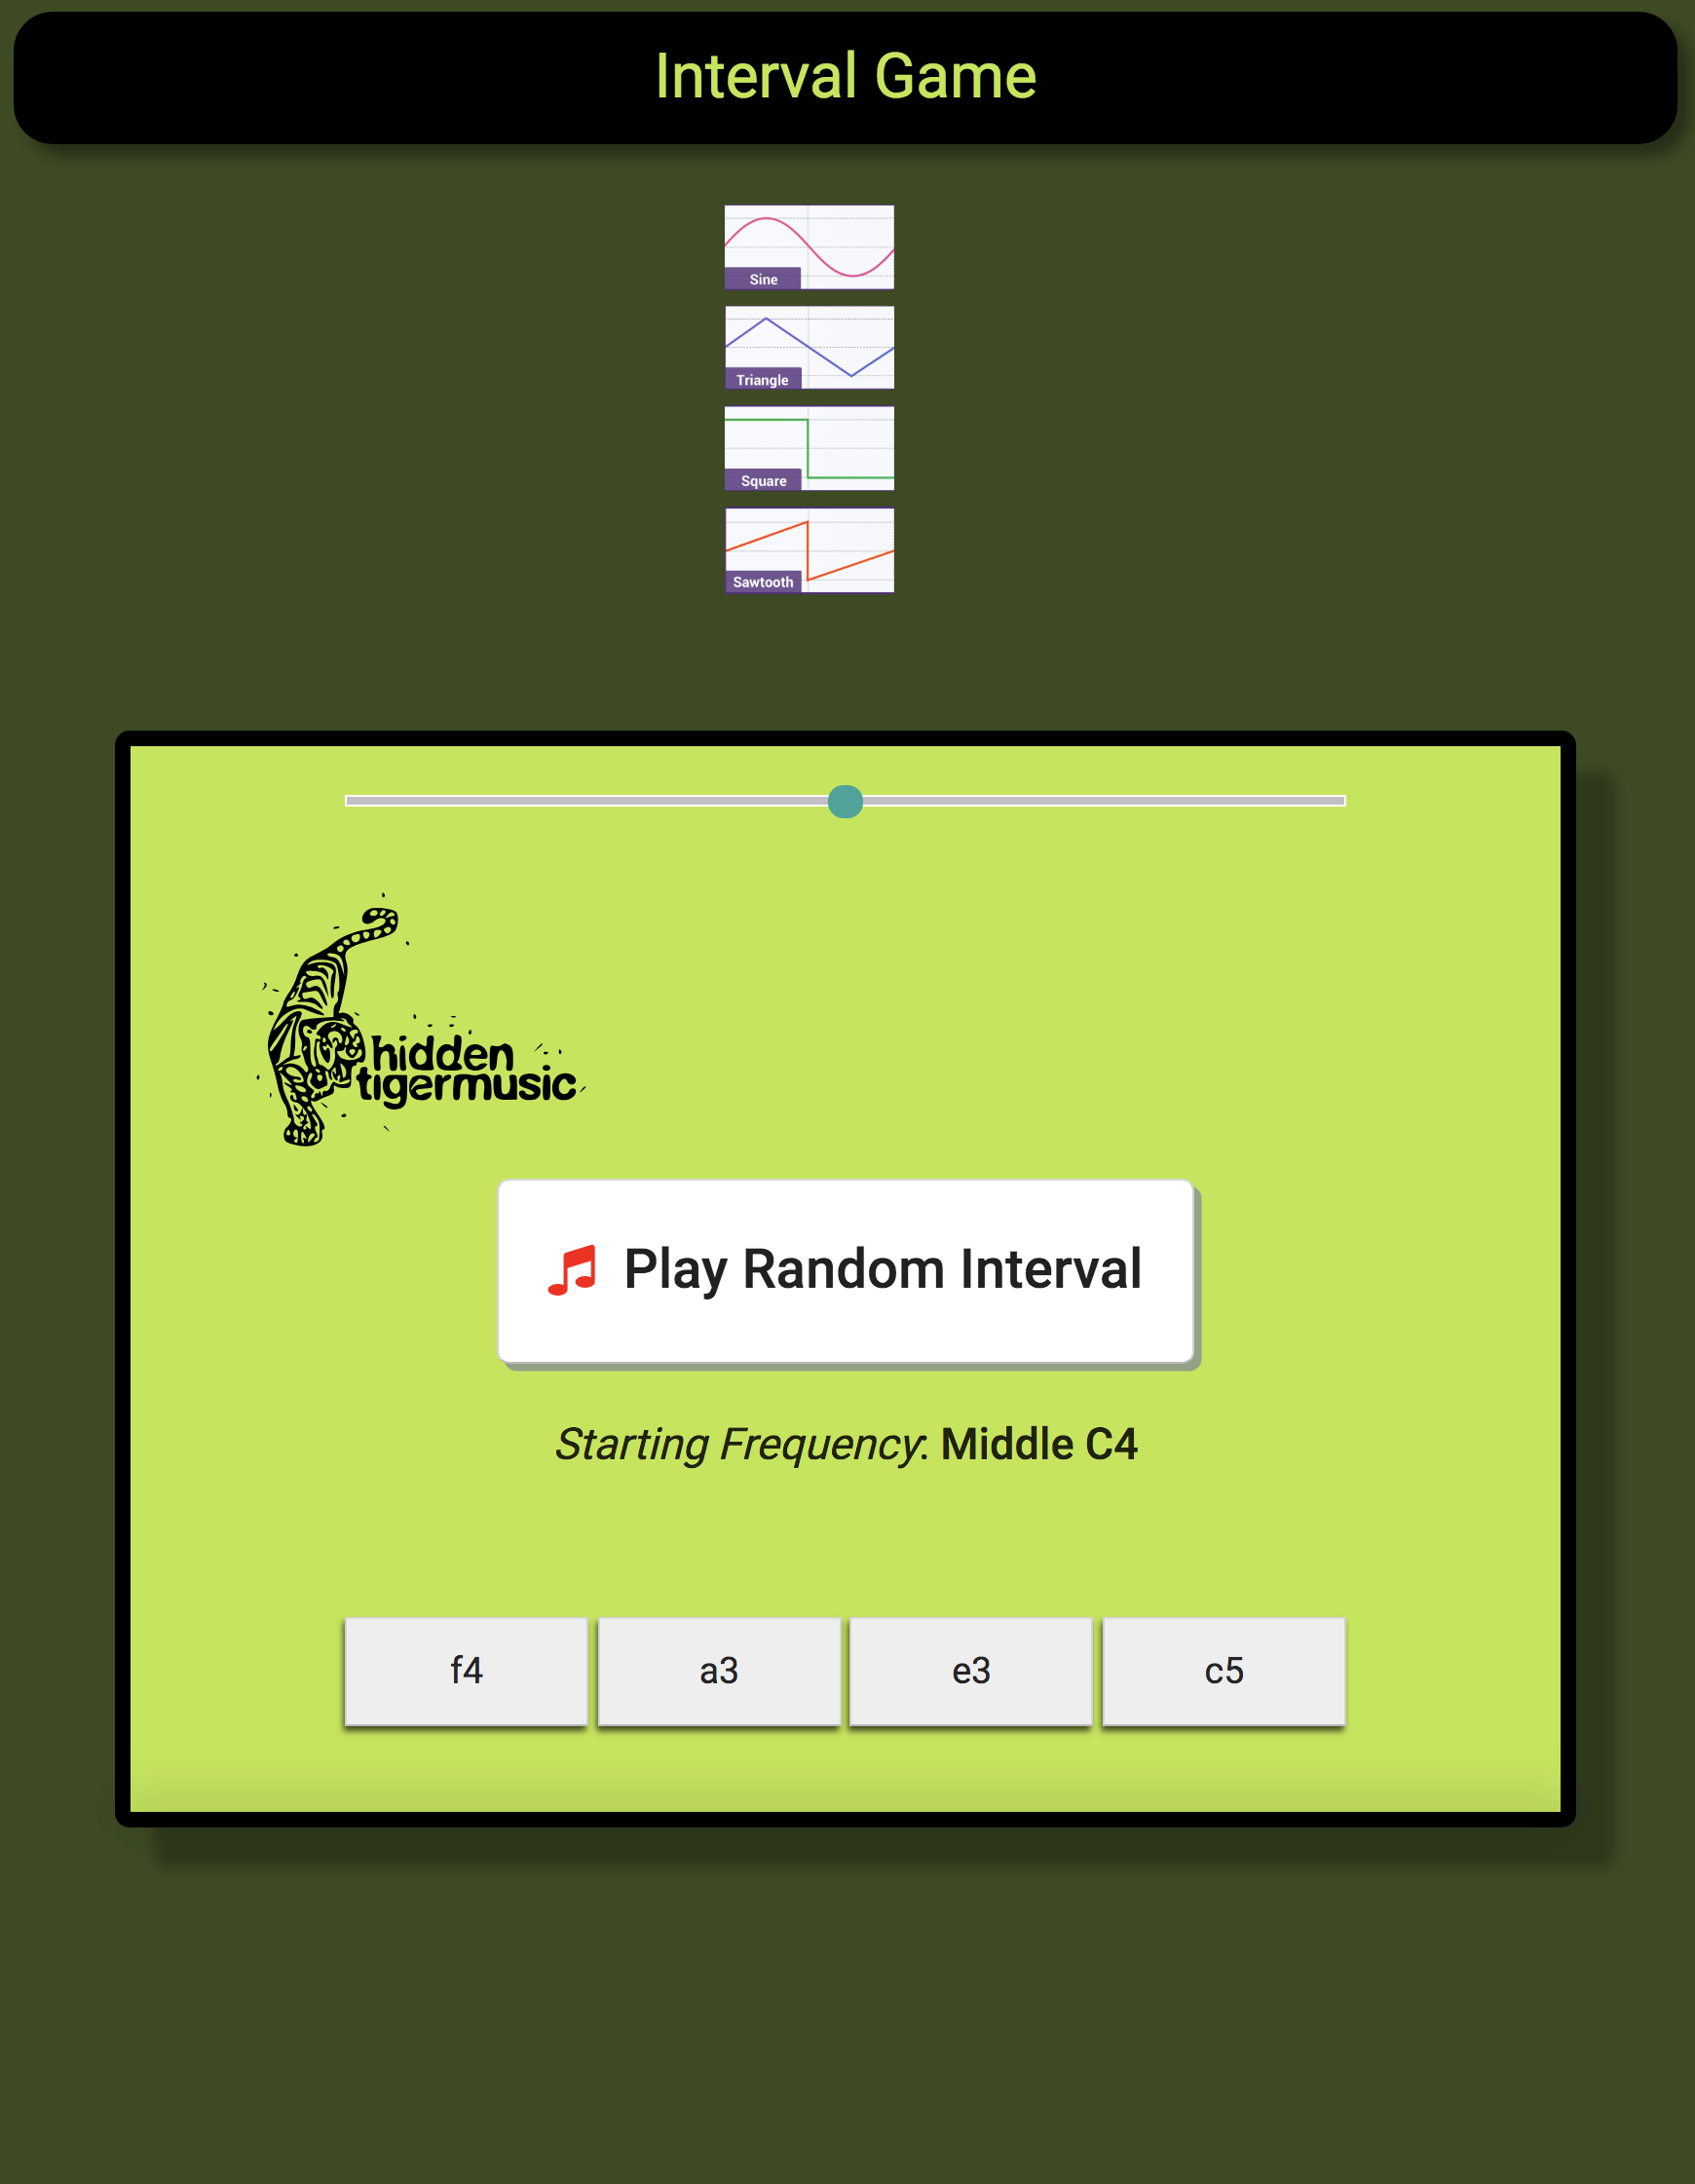 Interval Game
Sine
Triangle
Square
Sawtooth
hidden
tigermusic
Play Random Interval
Starting Frequency: Middle C4
f4 a3 e3 c5